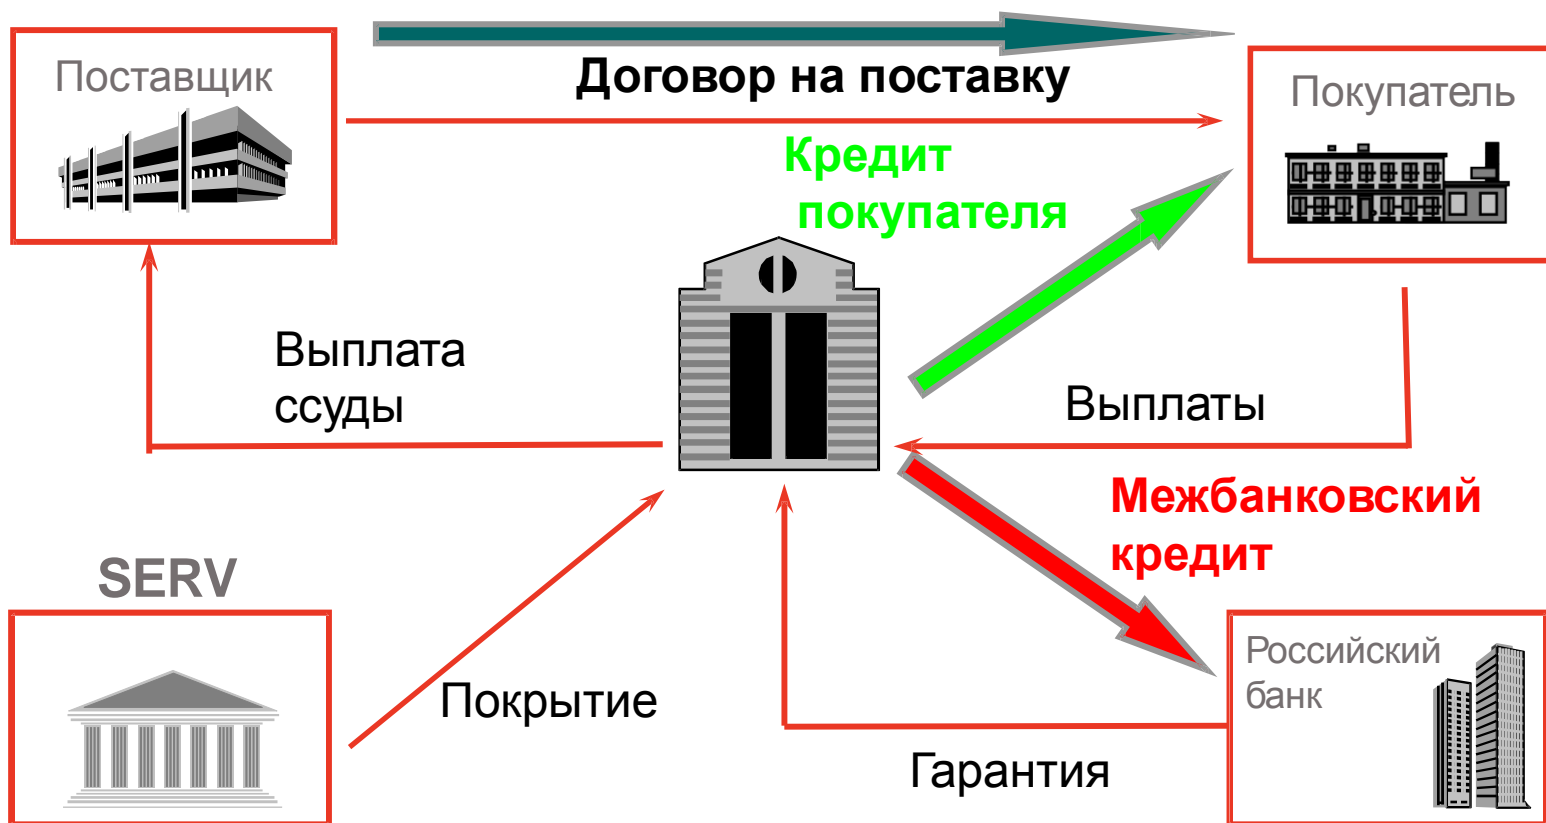 Поставщик
Договор на поставку
Покупатель
Кредит
покупателя
Выплата
ссуды
Выплаты
Межбанковский
кредит
SERV
Российский
банк
Покрытие
Гарантия